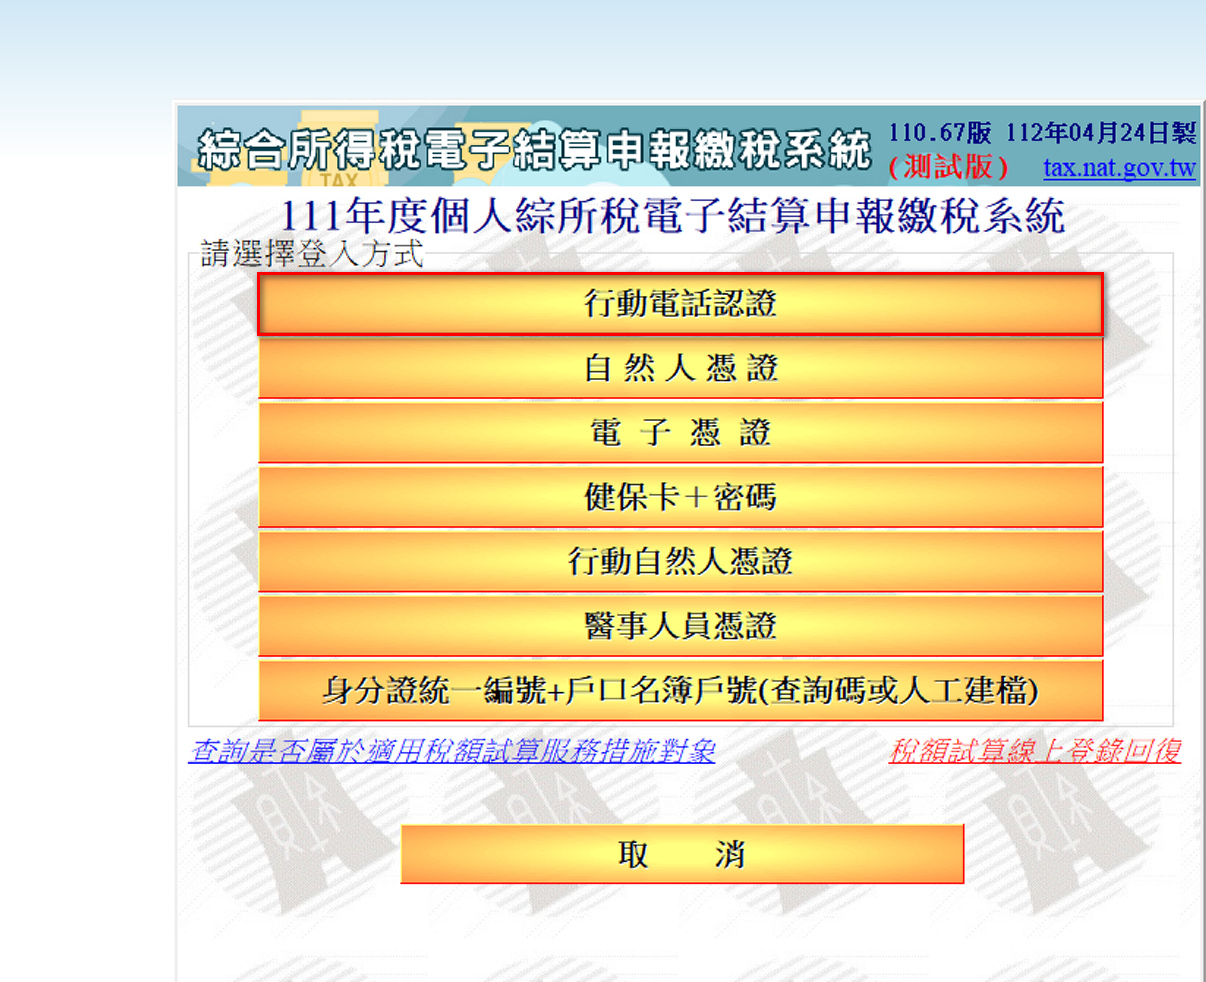 綜合所得稅電子結算申報繳稅系統
110.67版 112年04月24日製
(測試版) tax.nat.gov.tw
TAX
111年度個人綜所稅電子結算申報繳稅系統
請選擇登入方式
行動電話認證
自 然 人 憑 證
電 子 憑 證
健保卡＋密碼
行動自然人憑證
醫事人員憑證
身分證統一編號+戶口名簿戶號(查詢碼或人工建檔)
查詢是否屬於適用稅額試算服務措施對象 稅額試算線上登錄回復
取 消